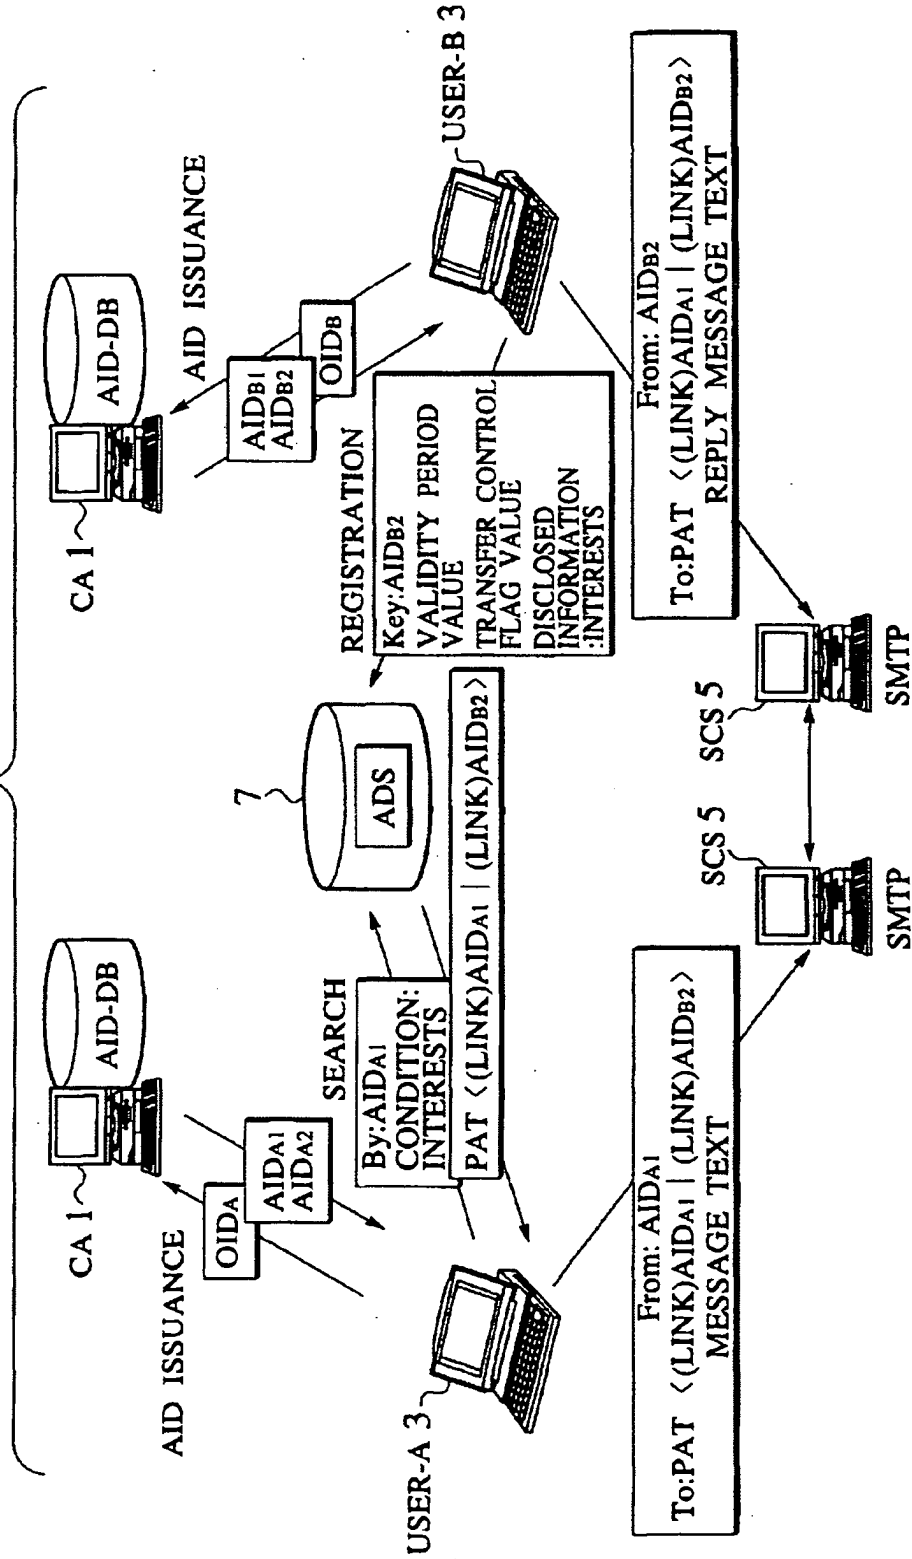 CA 1
AID-DB
AID ISSUANCE
OIDA
AIDA1
AIDA2
USER-A 3
SEARCH
By:AIDA1
CONDITION:
INTERESTS
PAT <(LINK)AIDA1 | (LINK)AIDB2>
7
ADS
REGISTRATION
Key:AIDB2
VALIDITY PERIOD
VALUE
TRANSFER CONTROL
FLAG VALUE
DISCLOSED
INFORMATION
:INTERESTS
CA 1
AID-DB
AID ISSUANCE
AIDB1
AIDB2
OIDB
USER-B 3
From: AIDA1
To:PAT <(LINK)AIDA1 | (LINK)AIDB2>
MESSAGE TEXT
SCS 5
SMTP
SCS 5
SMTP
From: AIDB2
To:PAT <(LINK)AIDA1 | (LINK)AIDB2>
REPLY MESSAGE TEXT